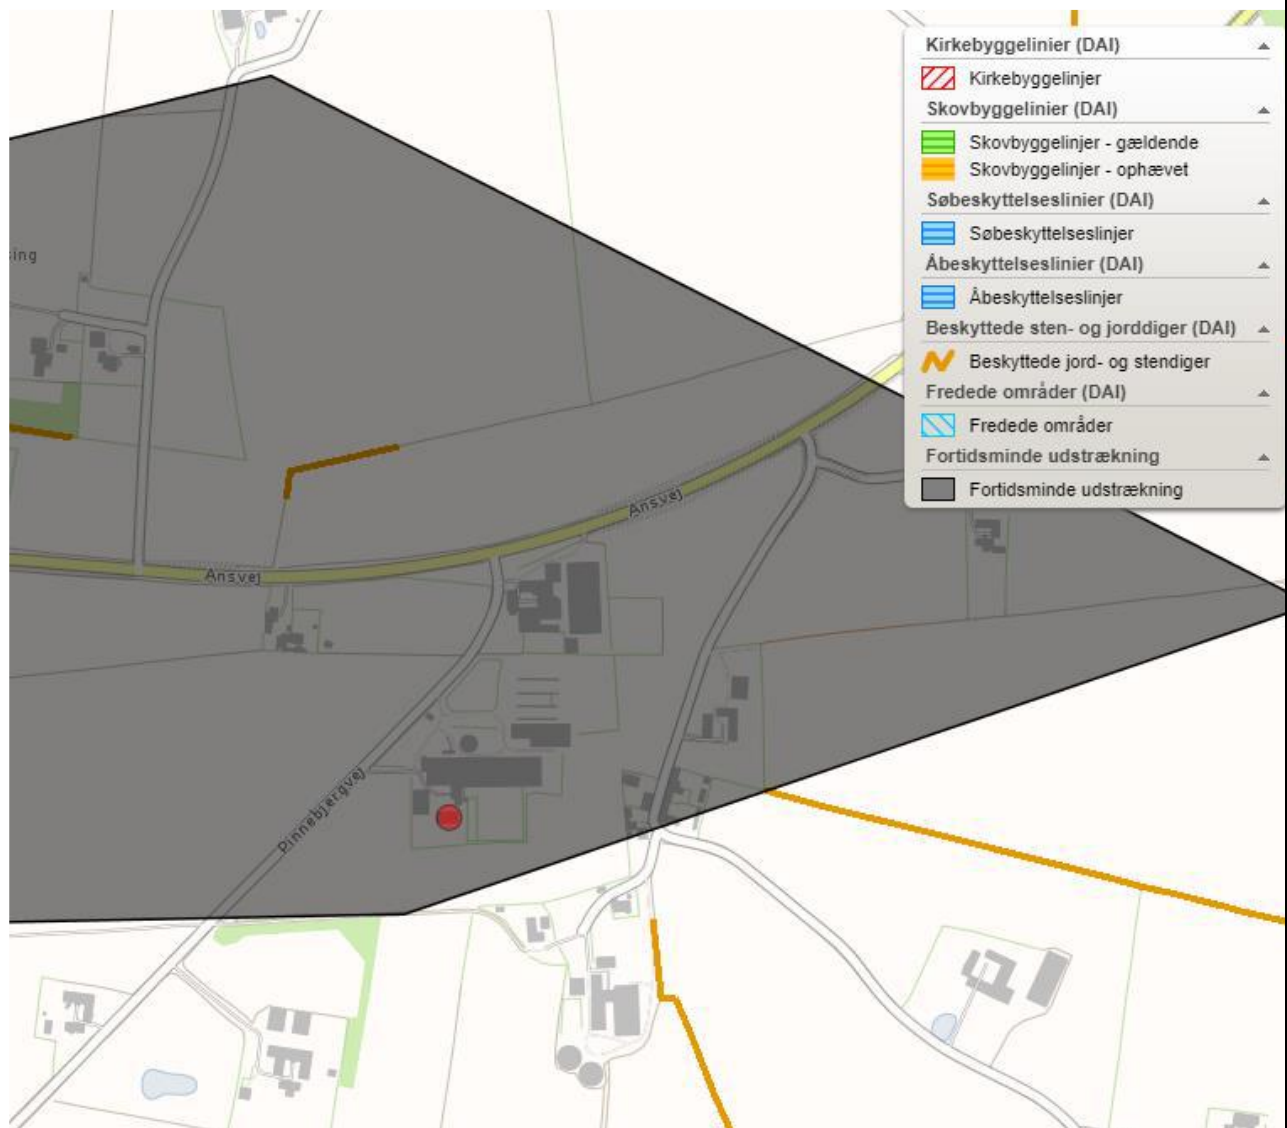 Kirkebyggelinier (DAI)
Kirkebyggelinjer
Skovbyggelinier (DAI)
Skovbyggelinjer - gældende
Skovbyggelinjer - ophævet
Søbeskyttelseslinier (DAI)
Søbeskyttelseslinjer
Åbeskyttelseslinier (DAI)
Åbeskyttelseslinjer
Beskyttede sten- og jorddiger (DAI)
Beskyttede jord- og stendiger
Fredede områder (DAI)
Fredede områder
Fortidsminde udstrækning
Fortidsminde udstrækning
sing
Ansvej
Ansvej
Pinnebjergvej